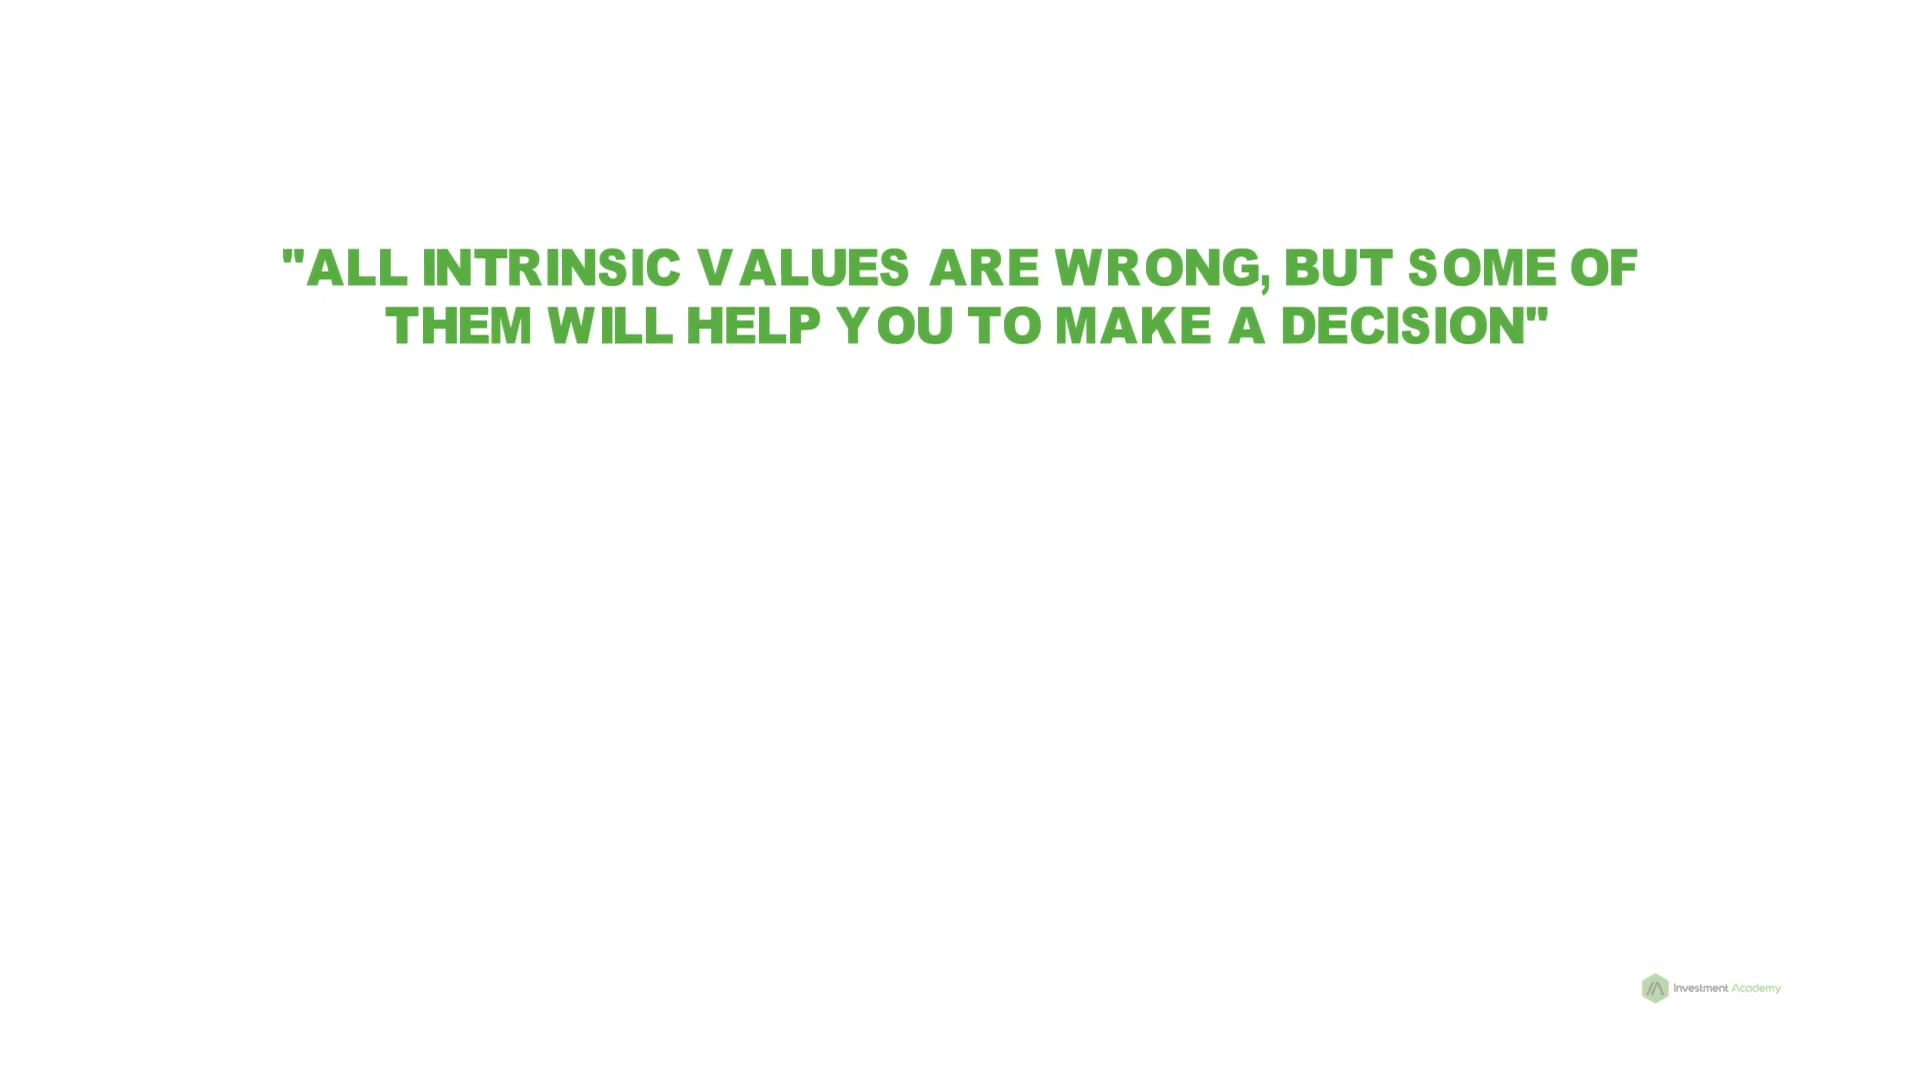 "ALL INTRINSIC VALUES ARE WRONG, BUT SOME OF
THEM WILL HELP YOU TO MAKE A DECISION"
Investment Academy